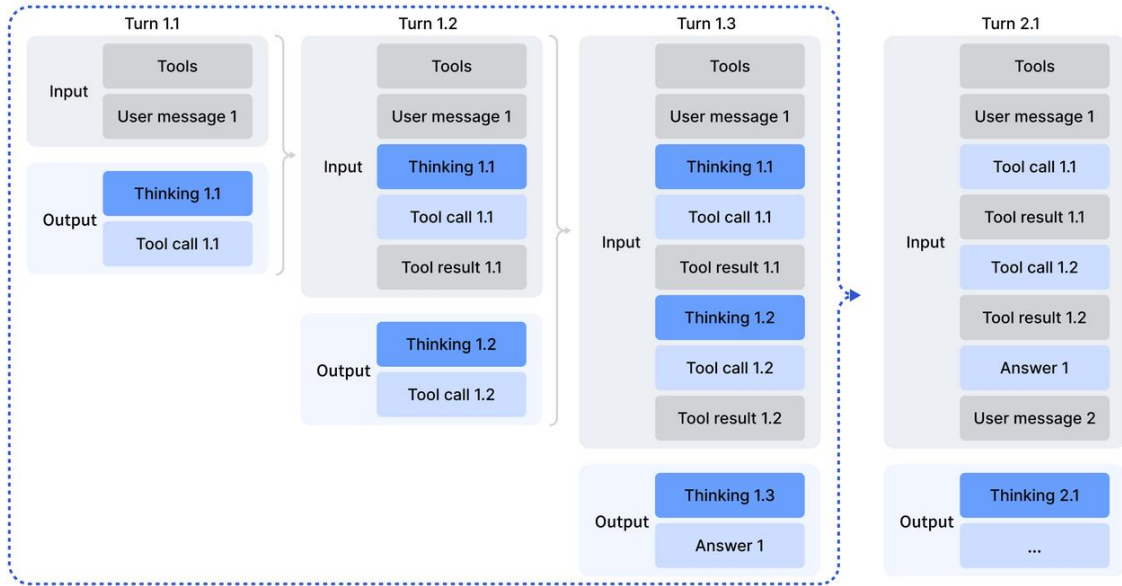 Turn 1.1
Input
Tools
User message 1
Output
Thinking 1.1
Tool call 1.1
Turn 1.2
Input
Tools
User message 1
Thinking 1.1
Tool call 1.1
Tool result 1.1
Output
Thinking 1.2
Tool call 1.2
Turn 1.3
Input
Tools
User message 1
Thinking 1.1
Tool call 1.1
Tool result 1.1
Thinking 1.2
Tool call 1.2
Tool result 1.2
Output
Thinking 1.3
Answer 1
Turn 2.1
Input
Tools
User message 1
Tool call 1.1
Tool result 1.1
Tool call 1.2
Tool result 1.2
Answer 1
User message 2
Output
Thinking 2.1
...